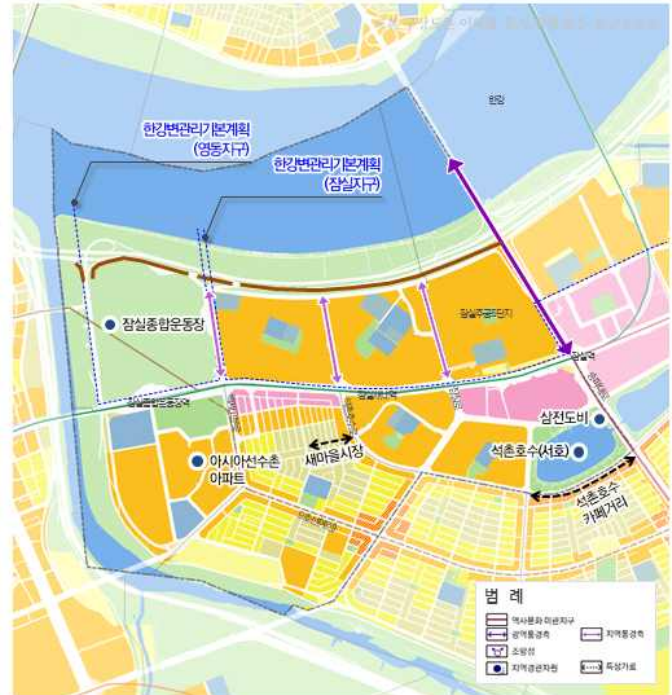 한강
한강변관리기본계획
(영동지구)
한강변관리기본계획
(잠실지구)
잠실종합운동장
잠실주공5단지
잠실역
삼전도비
석촌호수(서호)
새마을시장
아시아선수촌
아파트
석촌호수
카페거리
범 례
역사문화 미관지구
광역통경축
지역통경축
조망점
지역경관자원
특성가로